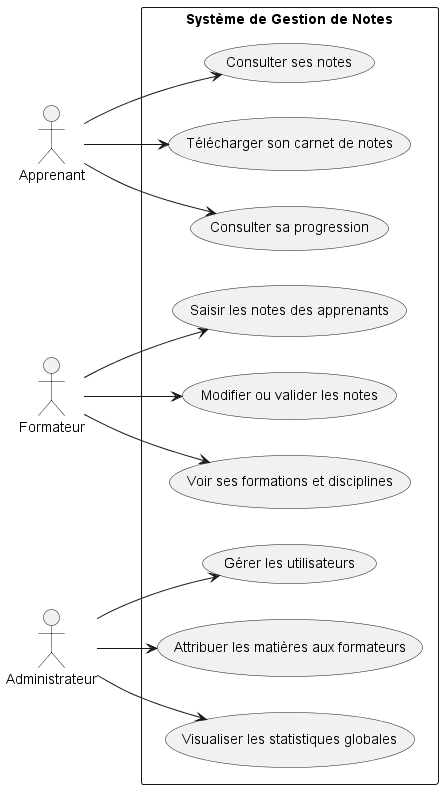 Système de Gestion de Notes
Consulter ses notes
Télécharger son carnet de notes
Apprenant
Consulter sa progression
Saisir les notes des apprenants
Modifier ou valider les notes
Formateur
Voir ses formations et disciplines
Gérer les utilisateurs
Attribuer les matières aux formateurs
Administrateur
Visualiser les statistiques globales